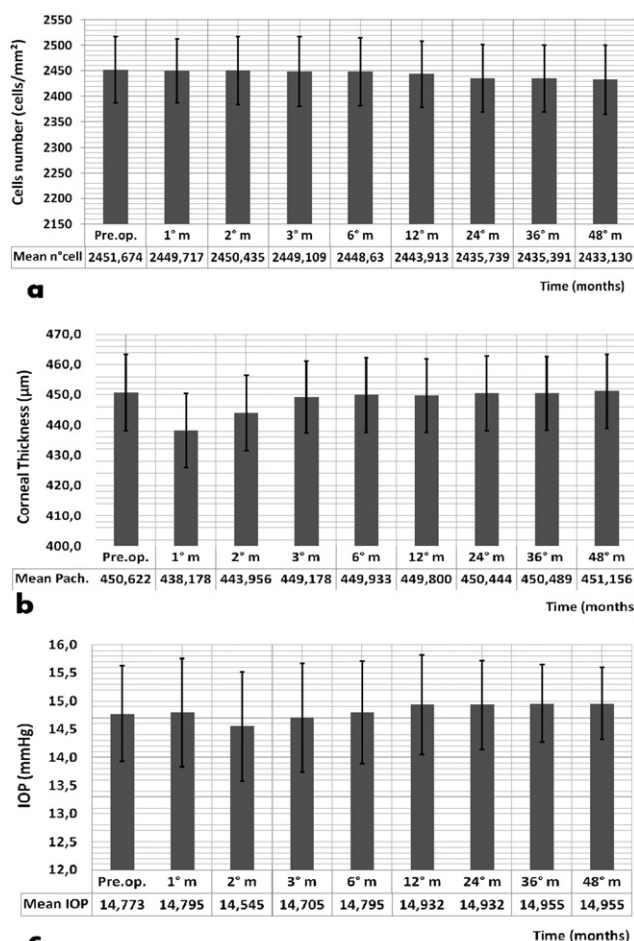 2550
2500
2450
2400
2350
2300
2250
2200
2150
Cells number (cells/mm²)
Pre.op. 1° m 2° m 3° m 6° m 12° m 24° m 36° m 48° m
Mean n°cell 2451,674 2449,717 2450,435 2449,109 2448,63 2443,913 2435,739 2435,391 2433,130
a
Time (months)
470,0
460,0
450,0
440,0
430,0
420,0
410,0
400,0
Corneal Thickness (µm)
Pre.op. 1° m 2° m 3° m 6° m 12° m 24° m 36° m 48° m
Mean Pach. 450,622 438,178 443,956 449,178 449,933 449,800 450,444 450,489 451,156
b
Time (months
16,0
15,5
15,0
14,5
14,0
13,5
13,0
12,5
12,0
IOP (mmHg)
Pre.op. 1° m 2° m 3° m 6° m 12° m 24° m 36° m 48° m
Mean IOP 14,773 14,795 14,545 14,705 14,795 14,932 14,932 14,955 14,955
Time (months